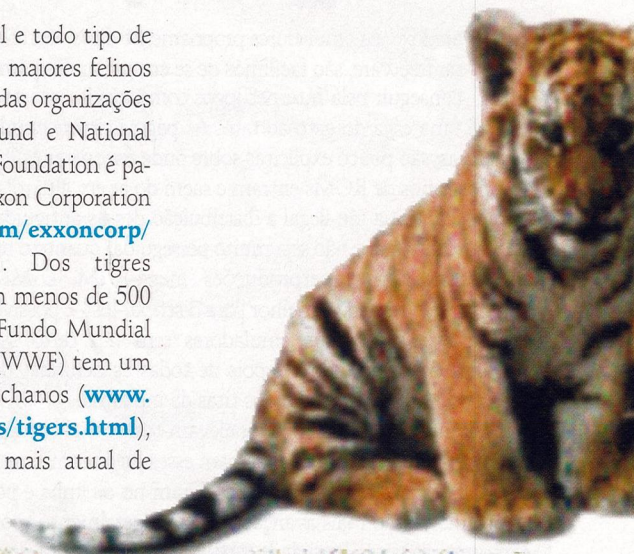 l e todo tipo de
maiores felinos
das organizações
und e National
Foundation é pa-
xon Corporation
m/exxoncorp/
. Dos tigres
n menos de 500
Fundo Mundial
WWF) tem um
chanos (www.
s/tigers.html),
mais atual de